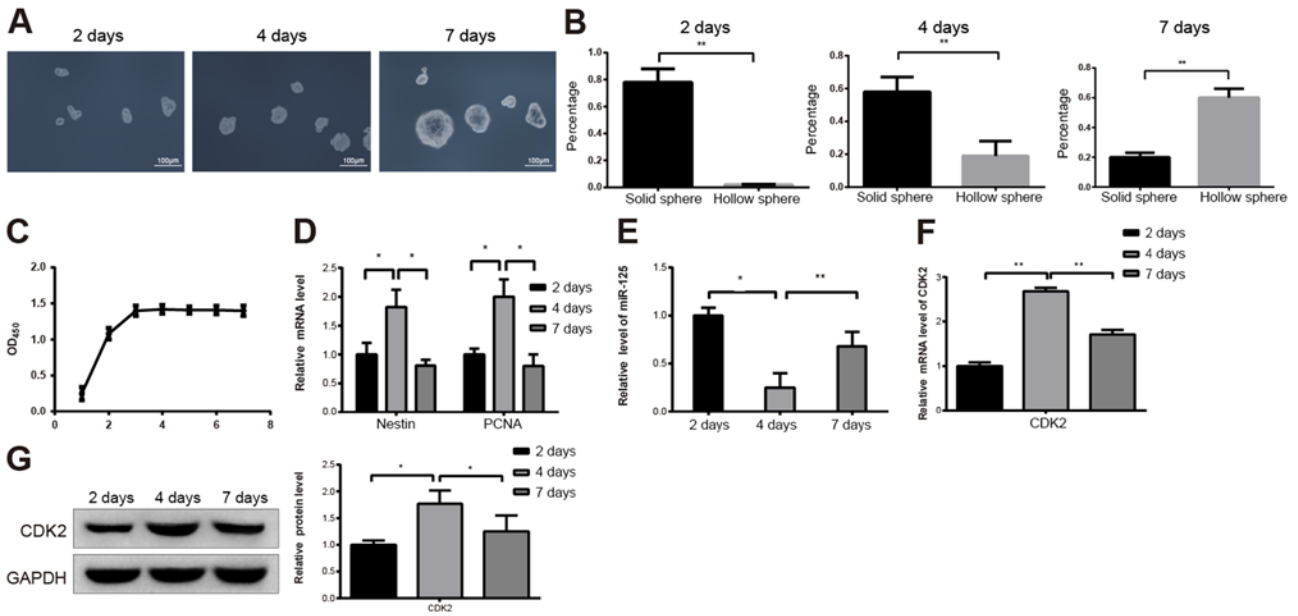 A
2 days
4 days
7 days
100μm
100μm
100μm
B
2 days
4 days
7 days
Percentage
1.0
0.8
0.6
0.4
0.2
0.0
**
Solid sphere
Hollow sphere
Percentage
0.8
0.6
0.4
0.2
0.0
**
Solid sphere
Hollow sphere
Percentage
0.8
0.6
0.4
0.2
0.0
**
Solid sphere
Hollow sphere
C
OD450
2.0
1.5
1.0
0.5
0.0
0 2 4 6 8
D
Relative mRNA level
2.5
2.0
1.5
1.0
0.5
0.0
* * * *
Nestin
PCNA
2 days
4 days
7 days
E
Relative level of miR-125
1.5
1.0
0.5
0.0
* **
2 days 4 days 7 days
F
2 days
4 days
7 days
Relative mRNA level of CDK2
3
2
1
0
** **
CDK2
G
2 days 4 days 7 days
CDK2
GAPDH
Relative protein level
2.5
2.0
1.5
1.0
0.5
0.0
* *
CDK2
2 days
4 days
7 days